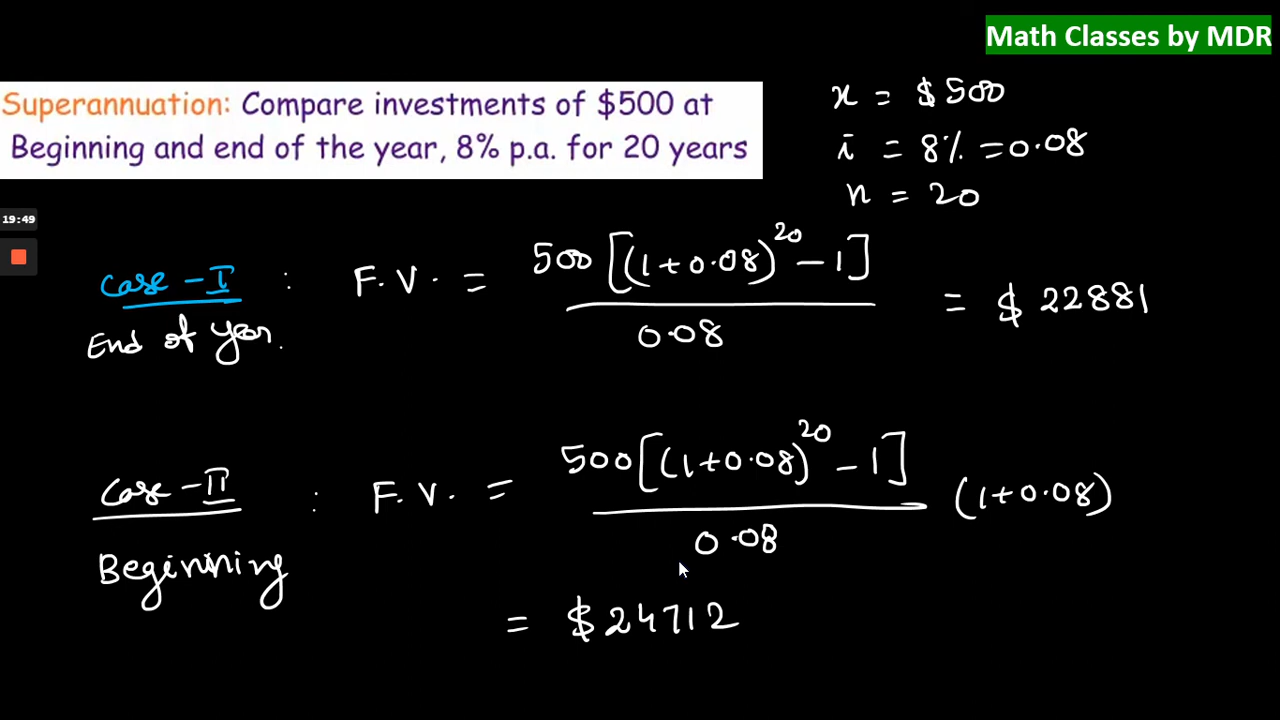 Math Classes by MDR
Superannuation: Compare investments of $500 at
Beginning and end of the year, 8% p.a. for 20 years
x = $500
i = 8% = 0.08
n = 20
19:49
Case - I : F.V. = 500[(1+0.08)^20 - 1] / 0.08 = $22881
End of year.
Case - II : F.V. = 500[(1+0.08)^20 - 1] / 0.08 (1+0.08)
Beginning
= $24712